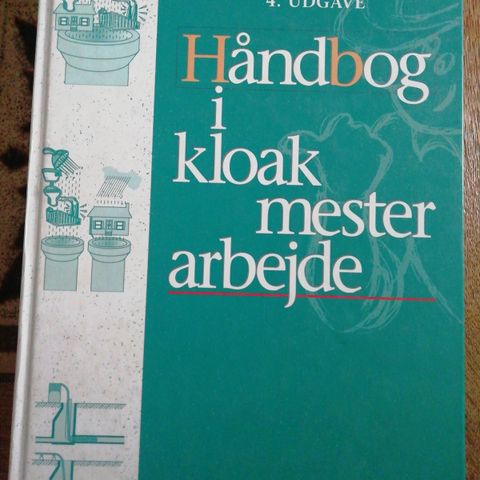 4. UDGAVE
Håndbog
i
kloak
mester
arbejde